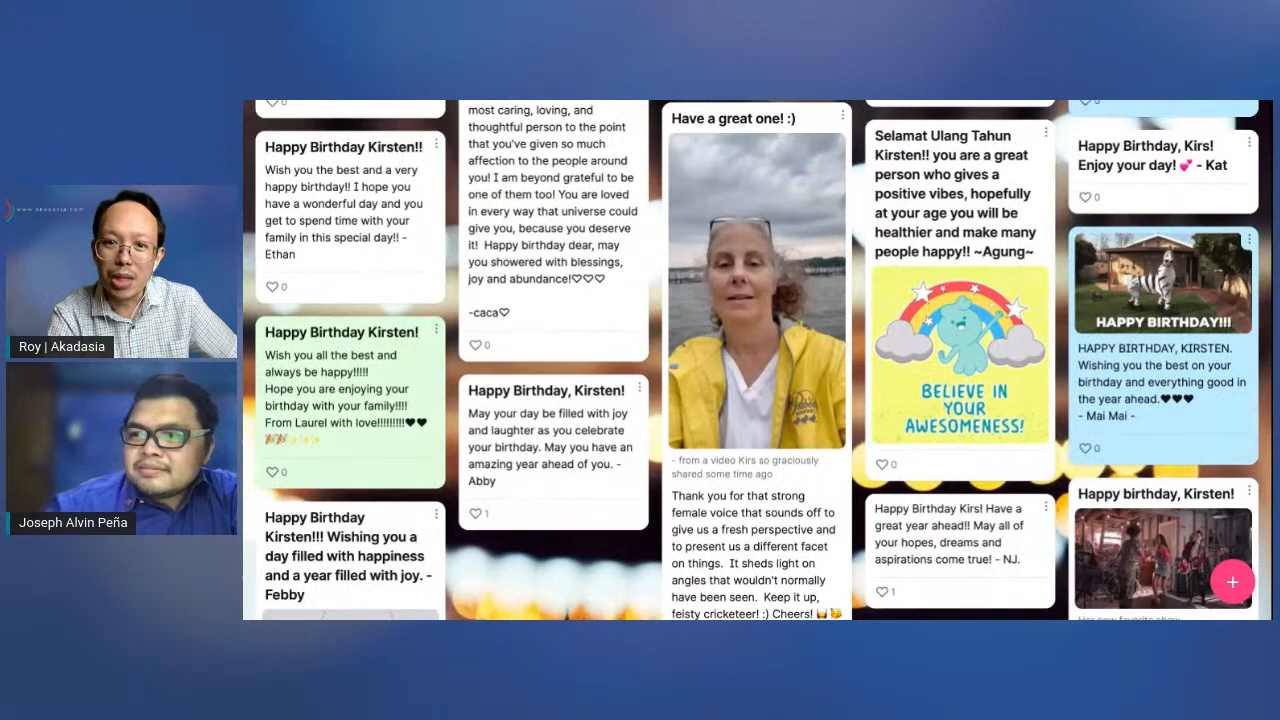 www.akadasia.com
Roy | Akadasia
Joseph Alvin Peña
0
Happy Birthday Kirsten!!
Wish you the best and a very
happy birthday!! I hope you
have a wonderful day and you
get to spend time with your
family in this special day!! -
Ethan
0
Happy Birthday Kirsten!
Wish you all the best and
always be happy!!!!!
Hope you are enjoying your
birthday with your family!!!!
From Laurel with love!!!!!!!!!♥♥
🎉🎉✨✨✨
0
Happy Birthday
Kirsten!!! Wishing you a
day filled with happiness
and a year filled with joy. -
Febby
most caring, loving, and
thoughtful person to the point
that you've given so much
affection to the people around
you! I am beyond grateful to be
one of them too! You are loved
in every way that universe could
give you, because you deserve
it! Happy birthday dear, may
you showered with blessings,
joy and abundance!♡♡♡
-caca♡
0
Happy Birthday, Kirsten!
May your day be filled with joy
and laughter as you celebrate
your birthday. May you have an
amazing year ahead of you. -
Abby
1
Have a great one! :)
- from a video Kirs so graciously
shared some time ago
Thank you for that strong
female voice that sounds off to
give us a fresh perspective and
to present us a different facet
on things. It sheds light on
angles that wouldn't normally
have been seen. Keep it up,
feisty cricketeer! :) Cheers!
Selamat Ulang Tahun
Kirsten!! you are a great
person who gives a
positive vibes, hopefully
at your age you will be
healthier and make many
people happy!! ~Agung~
BELIEVE IN
YOUR
AWESOMENESS!
0
Happy Birthday Kirs! Have a
great year ahead!! May all of
your hopes, dreams and
aspirations come true! - NJ.
1
0
Happy Birthday, Kirs!
Enjoy your day! 💕 - Kat
0
HAPPY BIRTHDAY!!!
HAPPY BIRTHDAY, KIRSTEN.
Wishing you the best on your
birthday and everything good in
the year ahead.♥♥♥
- Mai Mai -
0
Happy birthday, Kirsten!
Her new favorite show